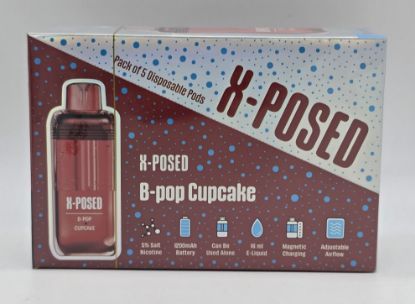 Pack of 5 Disposable Pods
X-POSED
X-POSED
B-pop Cupcake
X-POSED
B-POP
CUPCAKE
5% Salt
Nicotine
1200mAh
Battery
Can Be
Used Alone
16 ml
E-Liquid
Magnetic
Charging
Adjustable
Airflow